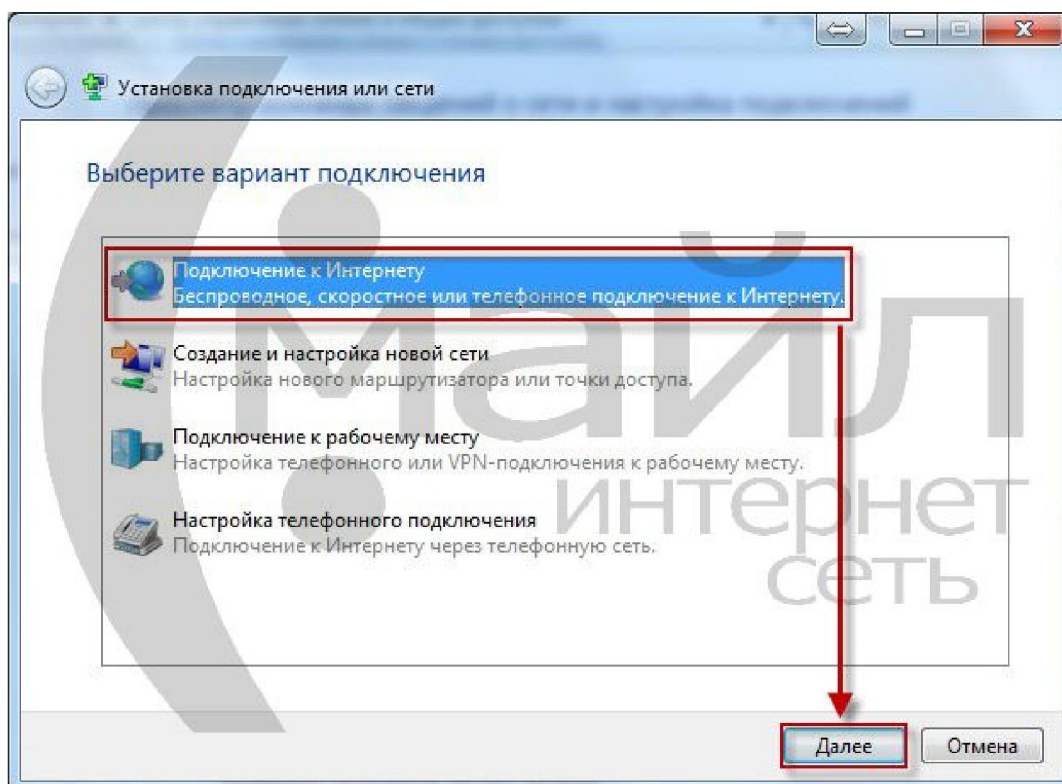 Установка подключения или сети
Выберите вариант подключения
Подключение к Интернету
Беспроводное, скоростное или телефонное подключение к Интернету.
Создание и настройка новой сети
Настройка нового маршрутизатора или точки доступа.
Подключение к рабочему месту
Настройка телефонного или VPN-подключения к рабочему месту.
Настройка телефонного подключения
Подключение к Интернету через телефонную сеть.
майл
интернет
сеть
Далее
Отмена